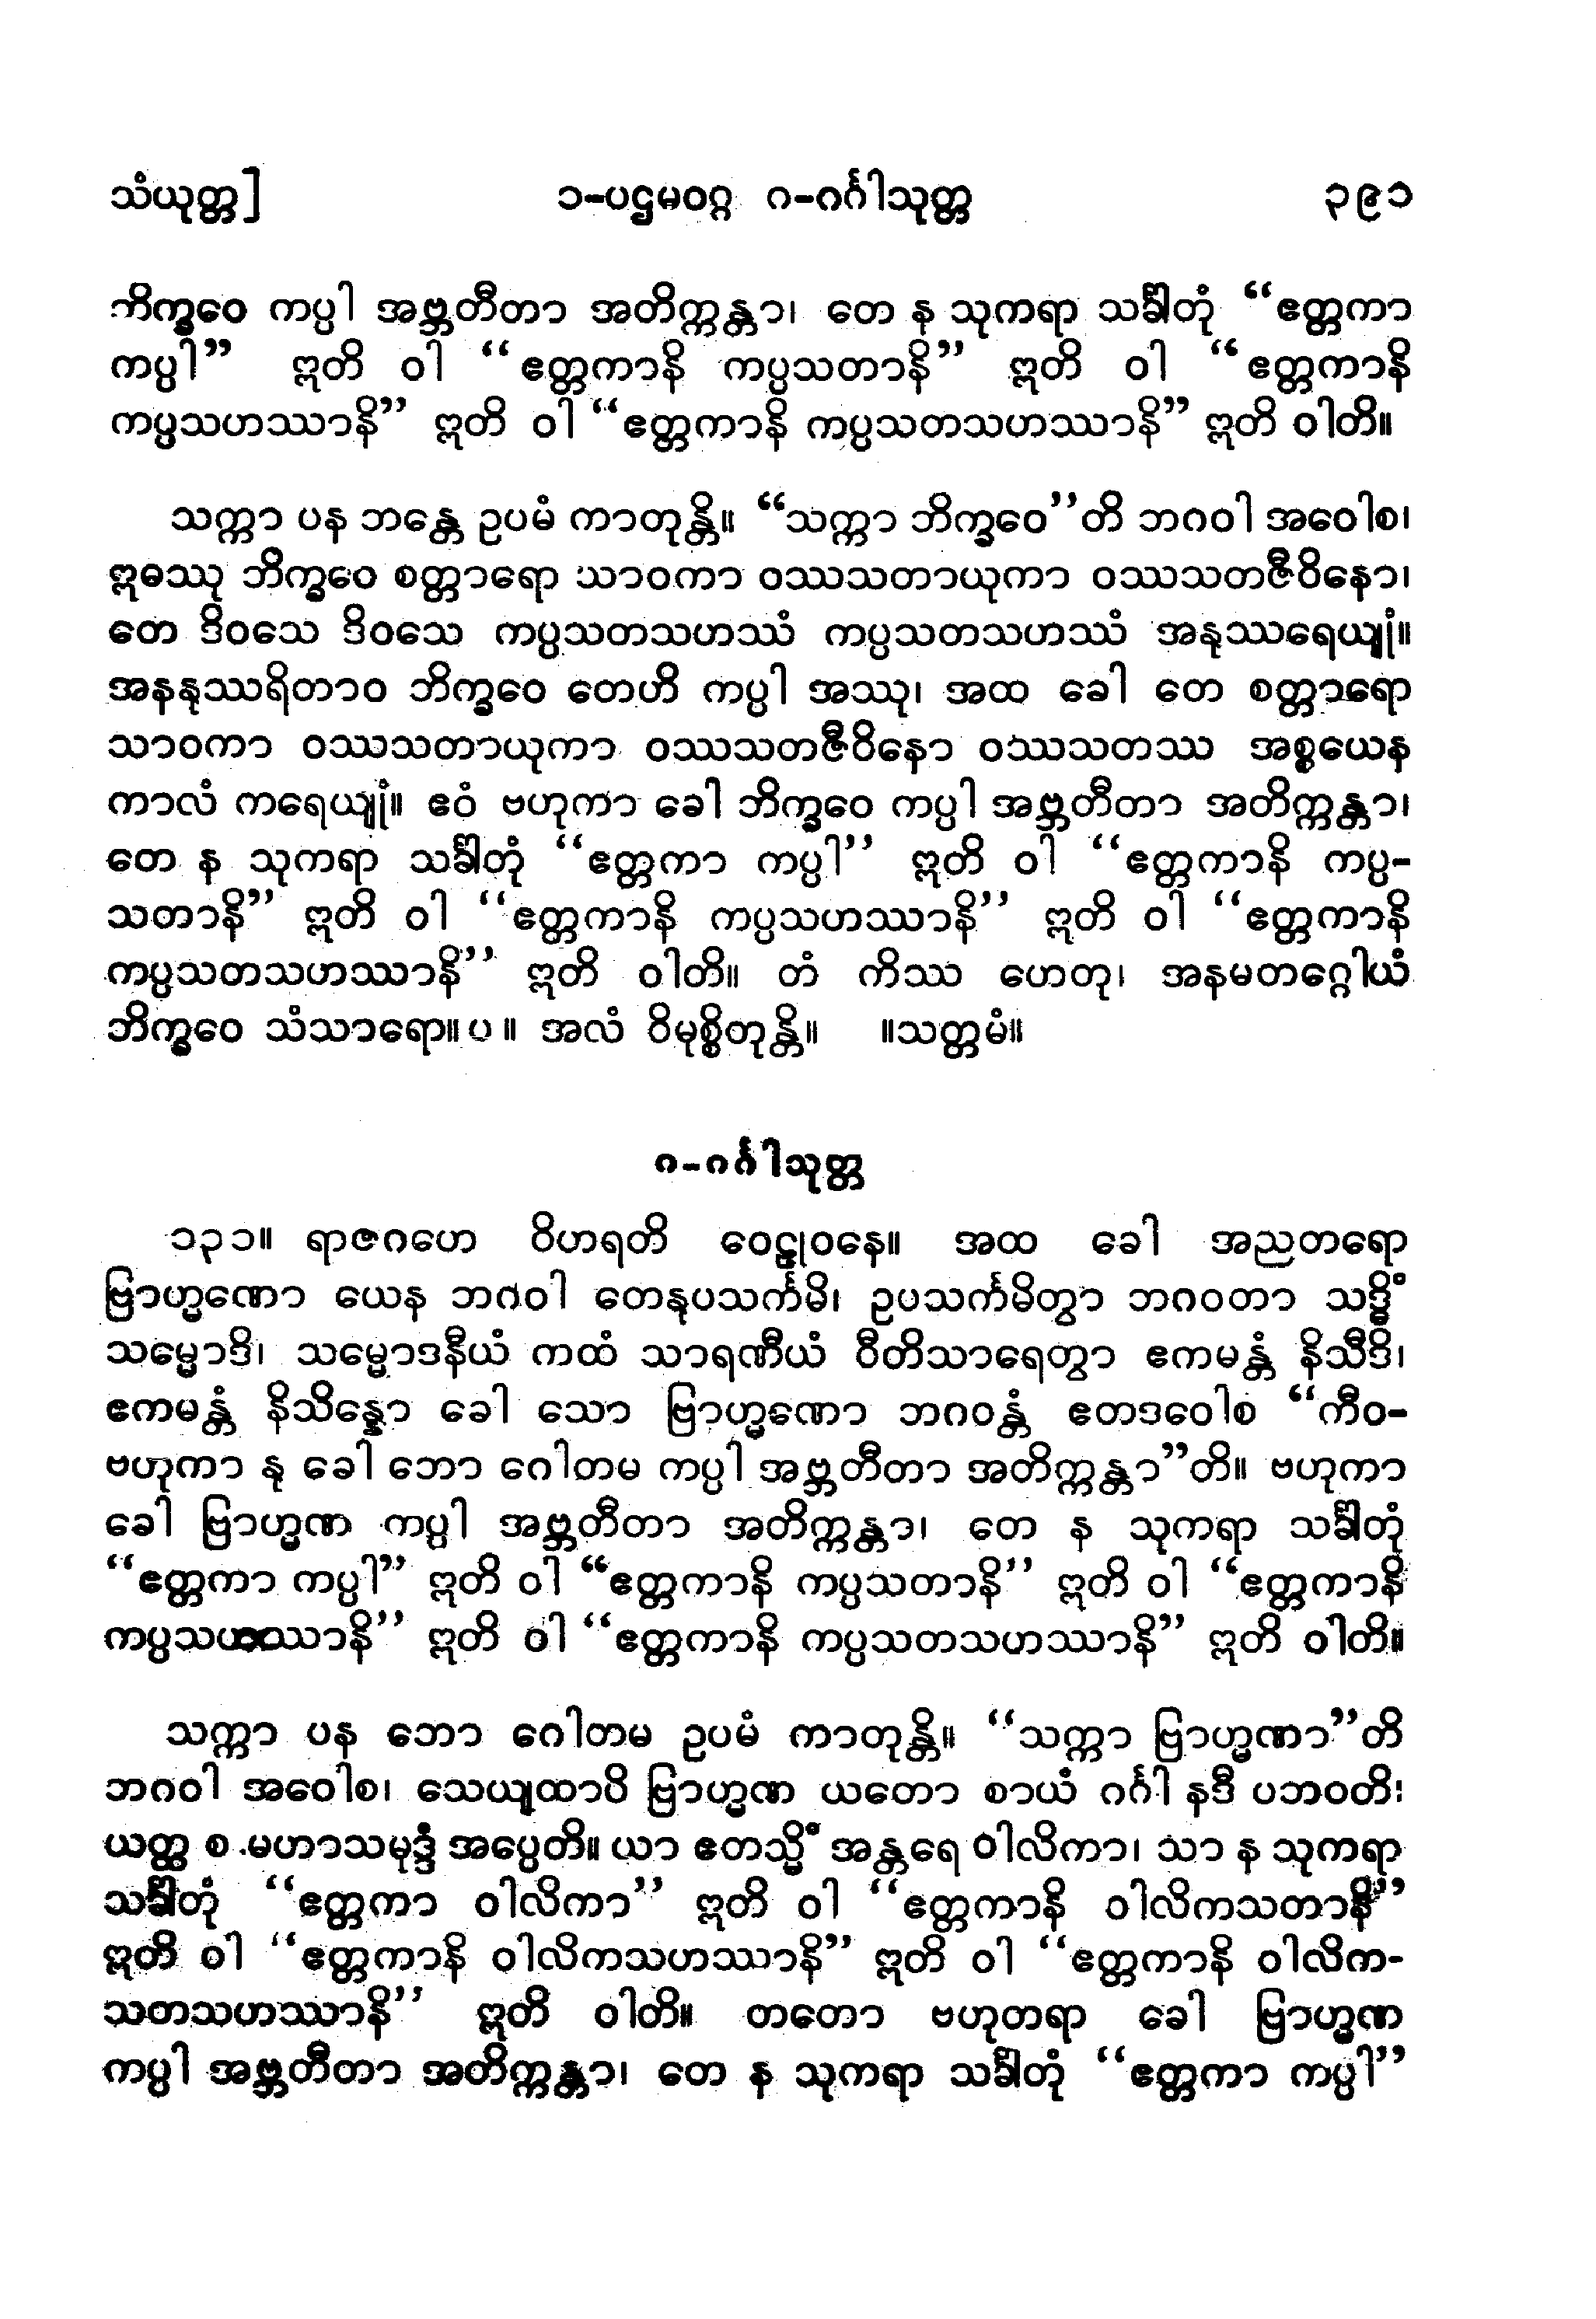 သံယုတ္တ] ၁-ပဌမဝဂ္ဂ ဂ-ဂင်္ဂါသုတ္တ ၃၉၁
ဘိက္ခဝေ ကပ္ပါ အဗ္ဘတီတာ အတိက္ကန္တာ၊ တေ န သုကရာ သင်္ခါတုံ “ဧတ္တကာ
ကပ္ပါ” ဣတိ ဝါ “ဧတ္တကာနိ ကပ္ပသတာနိ” ဣတိ ဝါ “ဧတ္တကာနိ
ကပ္ပသဟဿာနိ” ဣတိ ဝါ “ဧတ္တကာနိ ကပ္ပသတသဟဿာနိ” ဣတိ ဝါတိ။
သက္ကာ ပန ဘန္တေ ဥပမံ ကာတုန္တိ။ “သက္ကာ ဘိက္ခဝေ”တိ ဘဂဝါ အဝေါစ၊
ဣဓဿု ဘိက္ခဝေ စတ္တာရော သာဝကာ ဝဿသတာယုကာ ဝဿသတဇီဝိနော၊
တေ ဒိဝသေ ဒိဝသေ ကပ္ပသတသဟဿံ ကပ္ပသတသဟဿံ အနုဿရေယျုံ။
အနနုဿရိတာဝ ဘိက္ခဝေ တေဟိ ကပ္ပါ အဿု၊ အထ ခေါ တေ စတ္တာရော
သာဝကာ ဝဿသတာယုကာ ဝဿသတဇီဝိနော ဝဿသတဿ အစ္စယေန
ကာလံ ကရေယျုံ။ ဧဝံ ဗဟုကာ ခေါ ဘိက္ခဝေ ကပ္ပါ အဗ္ဘတီတာ အတိက္ကန္တာ၊
တေ န သုကရာ သင်္ခါတုံ “ဧတ္တကာ ကပ္ပါ” ဣတိ ဝါ “ဧတ္တကာနိ ကပ္ပ-
သတာနိ” ဣတိ ဝါ “ဧတ္တကာနိ ကပ္ပသဟဿာနိ” ဣတိ ဝါ “ဧတ္တကာနိ
ကပ္ပသတသဟဿာနိ” ဣတိ ဝါတိ။ တံ ကိဿ ဟေတု၊ အနမတဂ္ဂေါယံ
ဘိက္ခဝေ သံသာရော။ပ။ အလံ ဝိမုစ္စိတုန္တိ။ ။သတ္တမံ။
ဂ-ဂင်္ဂါသုတ္တ
၁၃၁။ ရာဇဂဟေ ဝိဟရတိ ဝေဠုဝနေ။ အထ ခေါ အညတရော
ဗြာဟ္မဏော ယေန ဘဂဝါ တေနုပသင်္ကမိ၊ ဥပသင်္ကမိတွာ ဘဂဝတာ သဒ္ဓိံ
သမ္မောဒိ၊ သမ္မောဒနီယံ ကထံ သာရဏီယံ ဝီတိသာရေတွာ ဧကမန္တံ နိသီဒိ၊
ဧကမန္တံ နိသိန္နော ခေါ သော ဗြာဟ္မဏော ဘဂဝန္တံ ဧတဒဝေါစ “ကီဝ-
ဗဟုကာ နု ခေါ ဘော ဂေါတမ ကပ္ပါ အဗ္ဘတီတာ အတိက္ကန္တာ”တိ။ ဗဟုကာ
ခေါ ဗြာဟ္မဏ ကပ္ပါ အဗ္ဘတီတာ အတိက္ကန္တာ၊ တေ န သုကရာ သင်္ခါတုံ
“ဧတ္တကာ ကပ္ပါ” ဣတိ ဝါ “ဧတ္တကာနိ ကပ္ပသတာနိ” ဣတိ ဝါ “ဧတ္တကာနိ
ကပ္ပသဟဿာနိ” ဣတိ ဝါ “ဧတ္တကာနိ ကပ္ပသတသဟဿာနိ” ဣတိ ဝါတိ။
သက္ကာ ပန ဘော ဂေါတမ ဥပမံ ကာတုန္တိ။ “သက္ကာ ဗြာဟ္မဏာ”တိ
ဘဂဝါ အဝေါစ၊ သေယျထာပိ ဗြာဟ္မဏ ယတော စာယံ ဂင်္ဂါ နဒီ ပဘဝတိ၊
ယတ္ထ စ မဟာသမုဒ္ဒံ အပ္ပေတိ။ ယာ ဧတသ္မိံ အန္တရေ ဝါလိကာ၊ သာ န သုကရာ
သင်္ခါတုံ “ဧတ္တကာ ဝါလိကာ” ဣတိ ဝါ “ဧတ္တကာနိ ဝါလိကသတာနိ”
ဣတိ ဝါ “ဧတ္တကာနိ ဝါလိကသဟဿာနိ” ဣတိ ဝါ “ဧတ္တကာနိ ဝါလိက-
သတသဟဿာနိ” ဣတိ ဝါတိ။ တတော ဗဟုတရာ ခေါ ဗြာဟ္မဏ
ကပ္ပါ အဗ္ဘတီတာ အတိက္ကန္တာ၊ တေ န သုကရာ သင်္ခါတုံ “ဧတ္တကာ ကပ္ပါ”